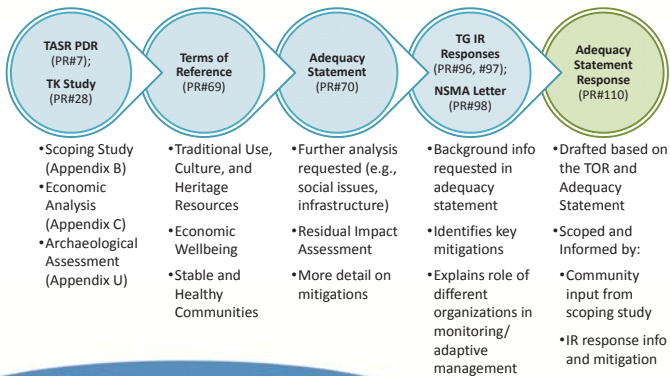 TASR PDR
(PR#7);
TK Study
(PR#28)
Terms of
Reference
(PR#69)
Adequacy
Statement
(PR#70)
TG IR
Responses
(PR#96, #97);
NSMA Letter
(PR#98)
Adequacy
Statement
Response
(PR#110)
•Scoping Study
(Appendix B)
•Economic
Analysis
(Appendix C)
•Archaeological
Assessment
(Appendix U)
•Traditional Use,
Culture, and
Heritage
Resources
•Economic
Wellbeing
•Stable and
Healthy
Communities
•Further analysis
requested (e.g.,
social issues,
infrastructure)
•Residual Impact
Assessment
•More detail on
mitigations
•Background info
requested in
adequacy
statement
•Identifies key
mitigations
•Explains role of
different
organizations in
monitoring/
adaptive
management
•Drafted based on
the TOR and
Adequacy
Statement
•Scoped and
Informed by:
•Community
input from
scoping study
•IR response info
and mitigation